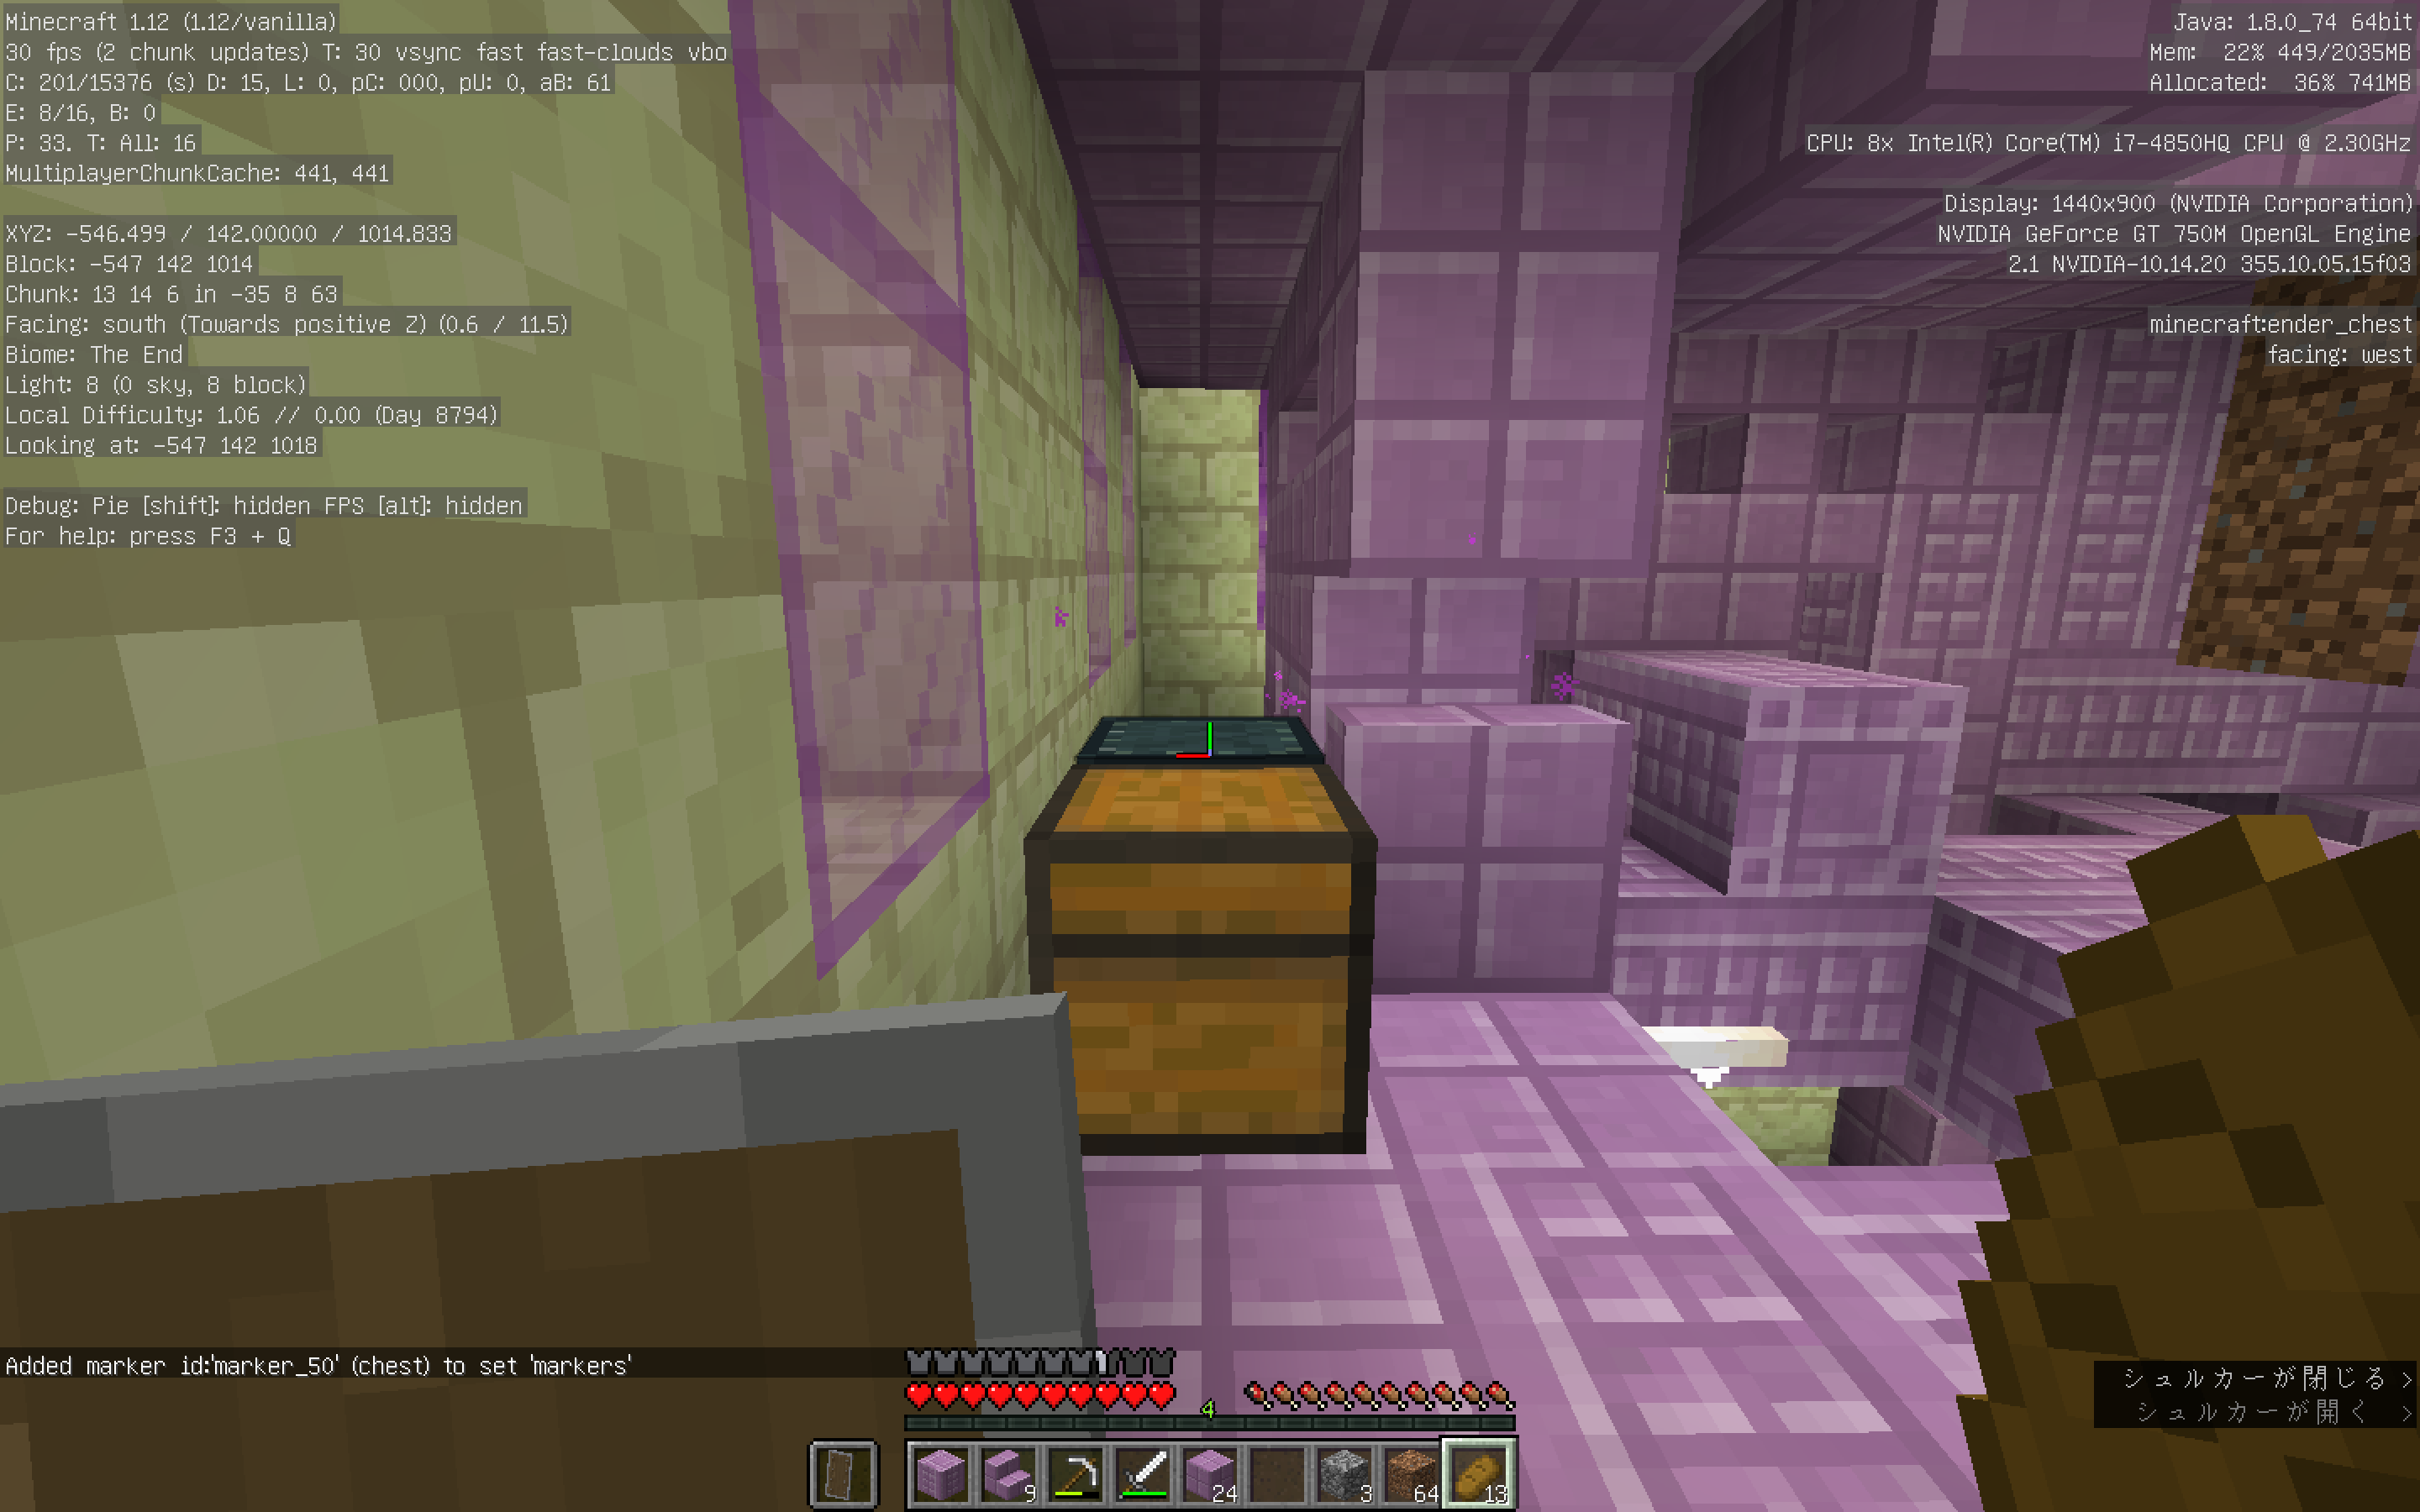 Minecraft 1.12 (1.12/vanilla)
30 fps (2 chunk updates) T: 30 vsync fast fast-clouds vbo
C: 201/15376 (s) D: 15, L: 0, pC: 000, pU: 0, aB: 61
E: 8/16, B: 0
P: 33. T: All: 16
MultiplayerChunkCache: 441, 441
XYZ: -546.499 / 142.00000 / 1014.833
Block: -547 142 1014
Chunk: 13 14 6 in -35 8 63
Facing: south (Towards positive Z) (0.6 / 11.5)
Biome: The End
Light: 8 (0 sky, 8 block)
Local Difficulty: 1.06 // 0.00 (Day 8794)
Looking at: -547 142 1018
Debug: Pie [shift]: hidden FPS [alt]: hidden
For help: press F3 + Q
Java: 1.8.0_74 64bit
Mem: 22% 449/2035MB
Allocated: 36% 741MB
CPU: 8x Intel(R) Core(TM) i7-4850HQ CPU @ 2.30GHz
Display: 1440x900 (NVIDIA Corporation)
NVIDIA GeForce GT 750M OpenGL Engine
2.1 NVIDIA-10.14.20 355.10.05.15f03
minecraft:ender_chest
facing: west
Added marker id:'marker_50' (chest) to set 'markers'
シュルカーが閉じる >
シュルカーが開く >
4
9
24
3
64
13